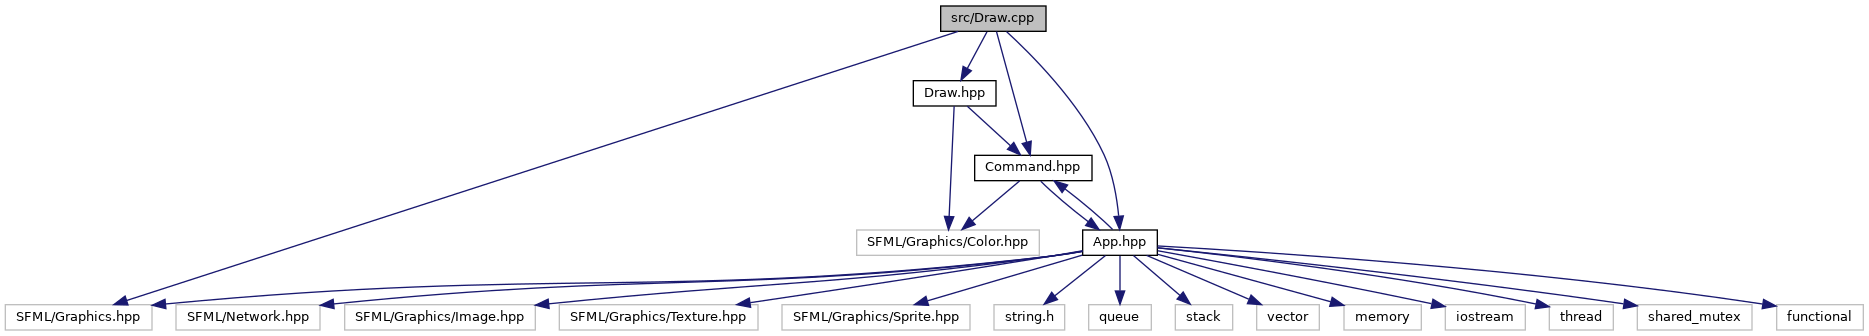 src/Draw.cpp
Draw.hpp
Command.hpp
SFML/Graphics/Color.hpp
App.hpp
SFML/Graphics.hpp
SFML/Network.hpp
SFML/Graphics/Image.hpp
SFML/Graphics/Texture.hpp
SFML/Graphics/Sprite.hpp
string.h
queue
stack
vector
memory
iostream
thread
shared_mutex
functional